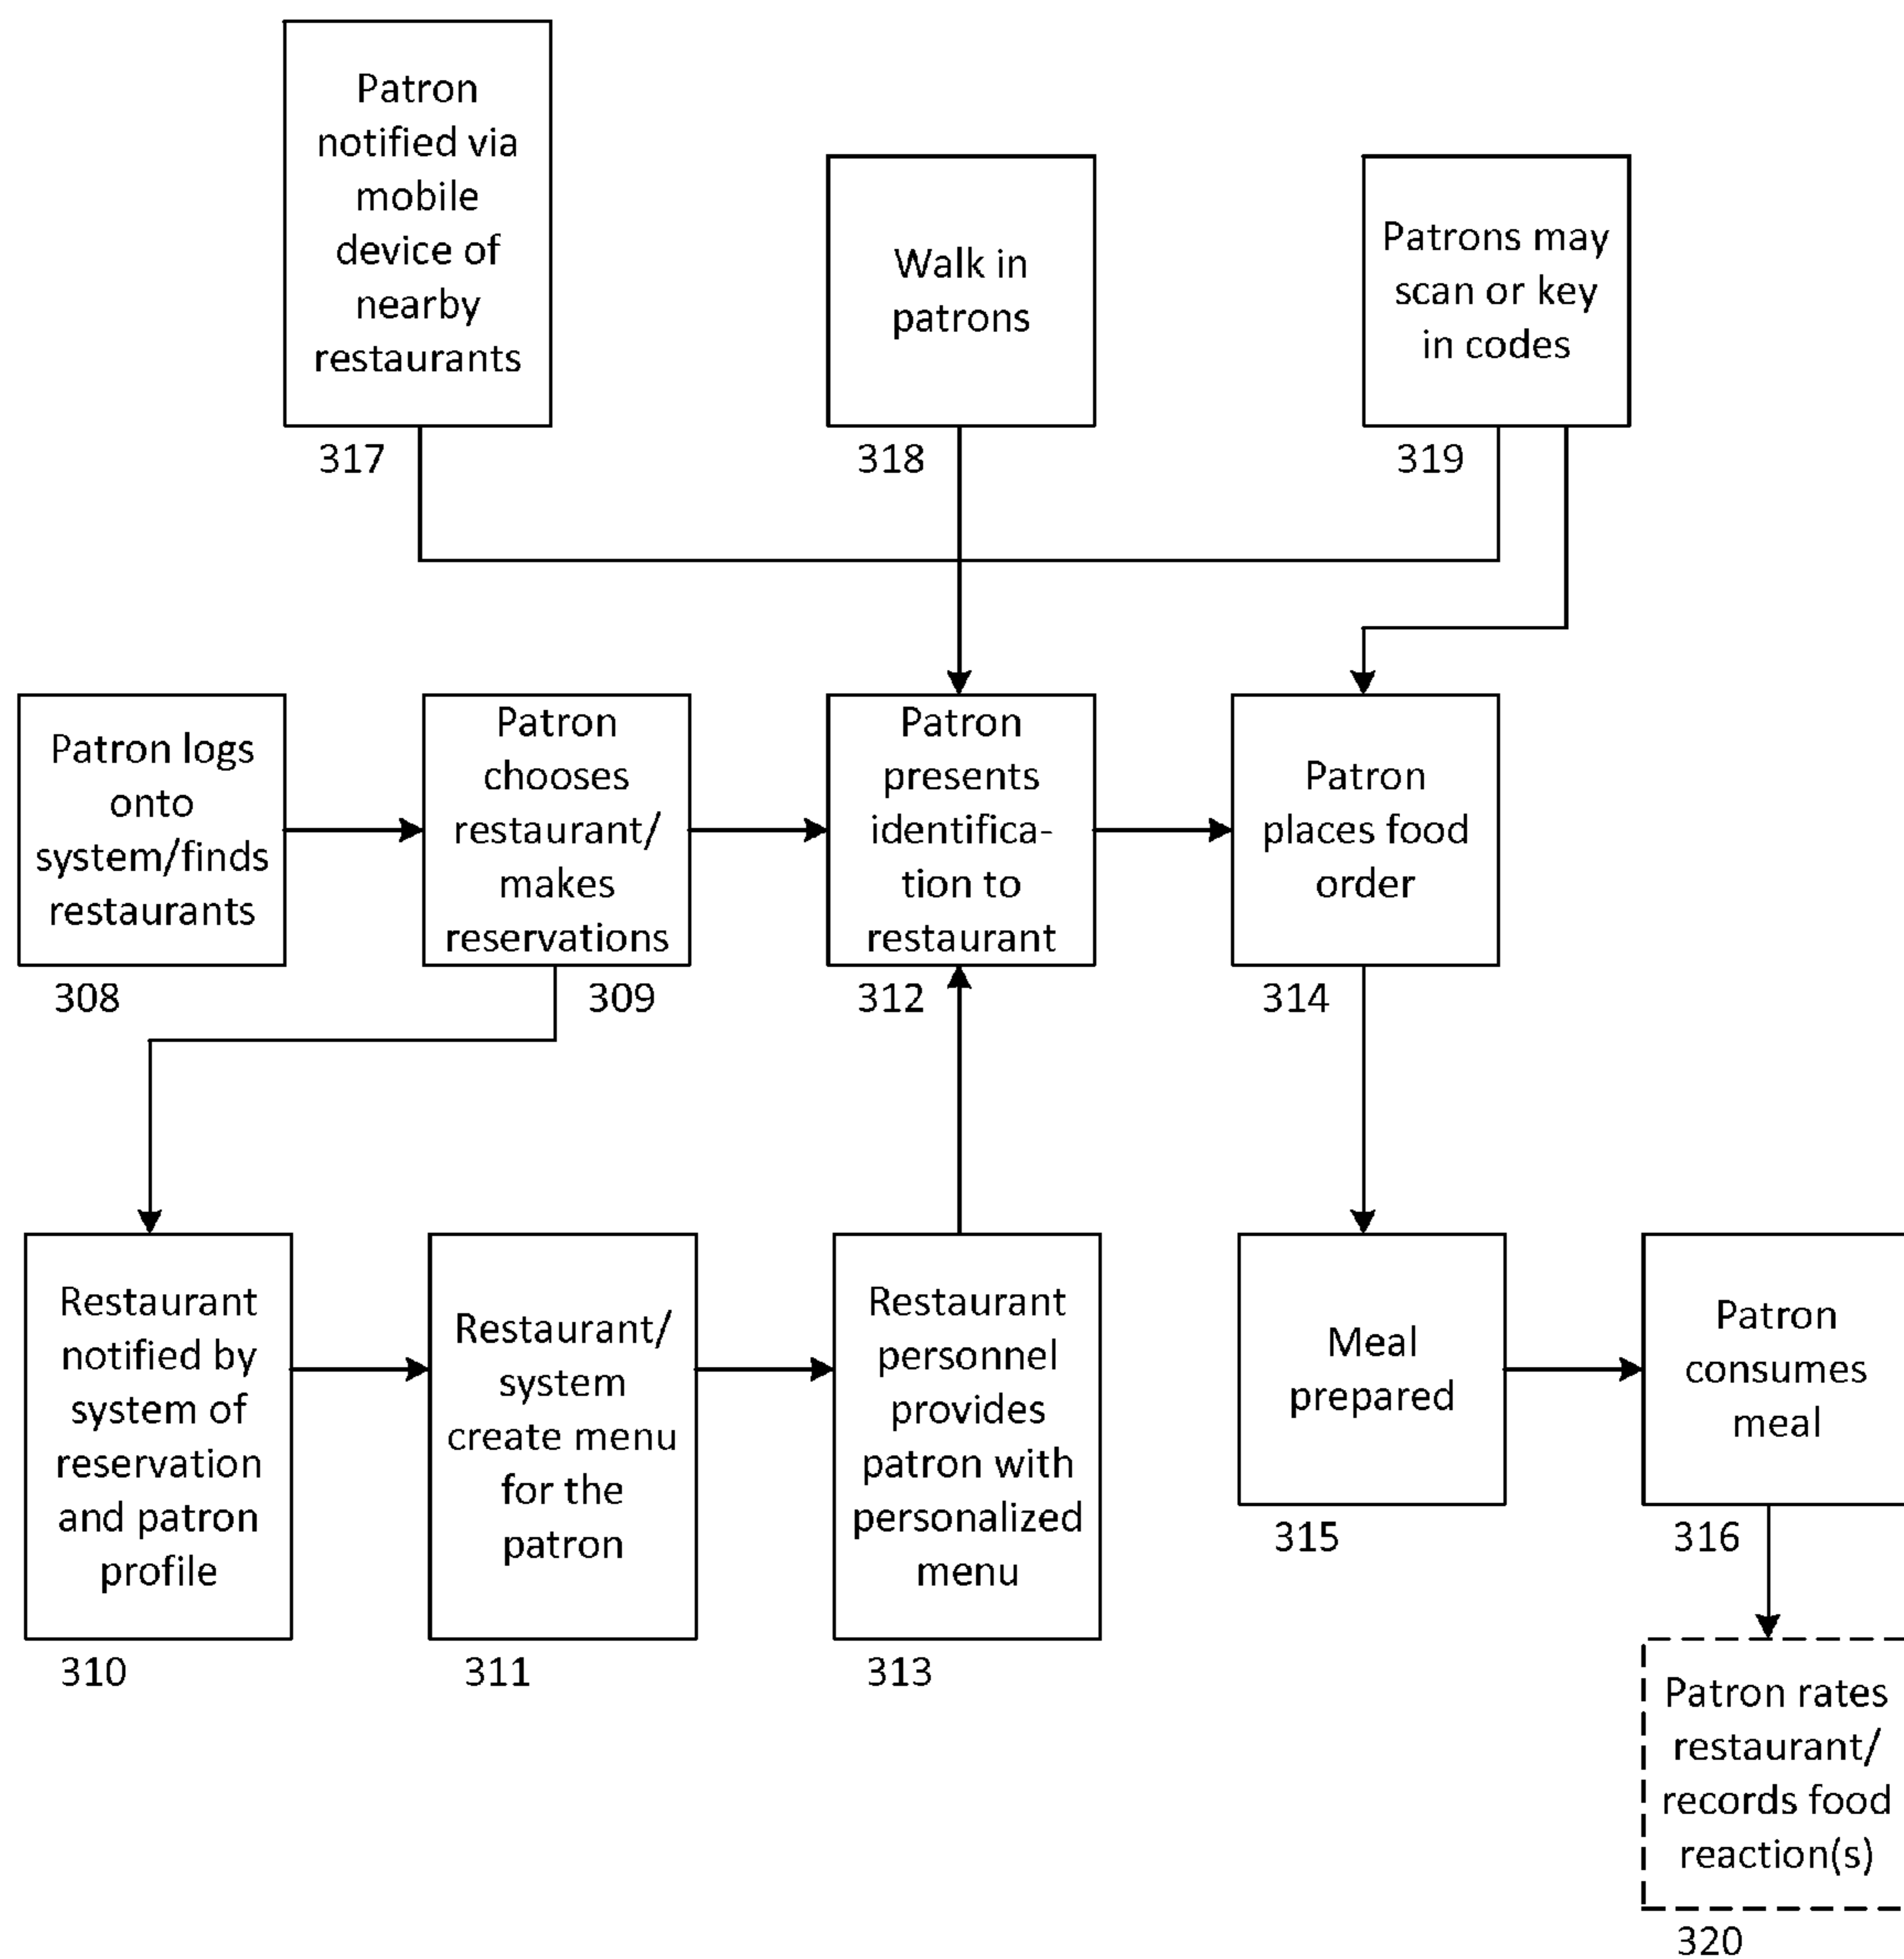 Patron
notified via
mobile
device of
nearby
restaurants
317
Walk in
patrons
318
Patrons may
scan or key
in codes
319
Patron logs
onto
system/finds
restaurants
308
Patron
chooses
restaurant/
makes
reservations
309
Patron
presents
identifica-
tion to
restaurant
312
Patron
places food
order
314
Restaurant
notified by
system of
reservation
and patron
profile
310
Restaurant/
system
create menu
for the
patron
311
Restaurant
personnel
provides
patron with
personalized
menu
313
Meal
prepared
315
Patron
consumes
meal
316
Patron rates
restaurant/
records food
reaction(s)
320